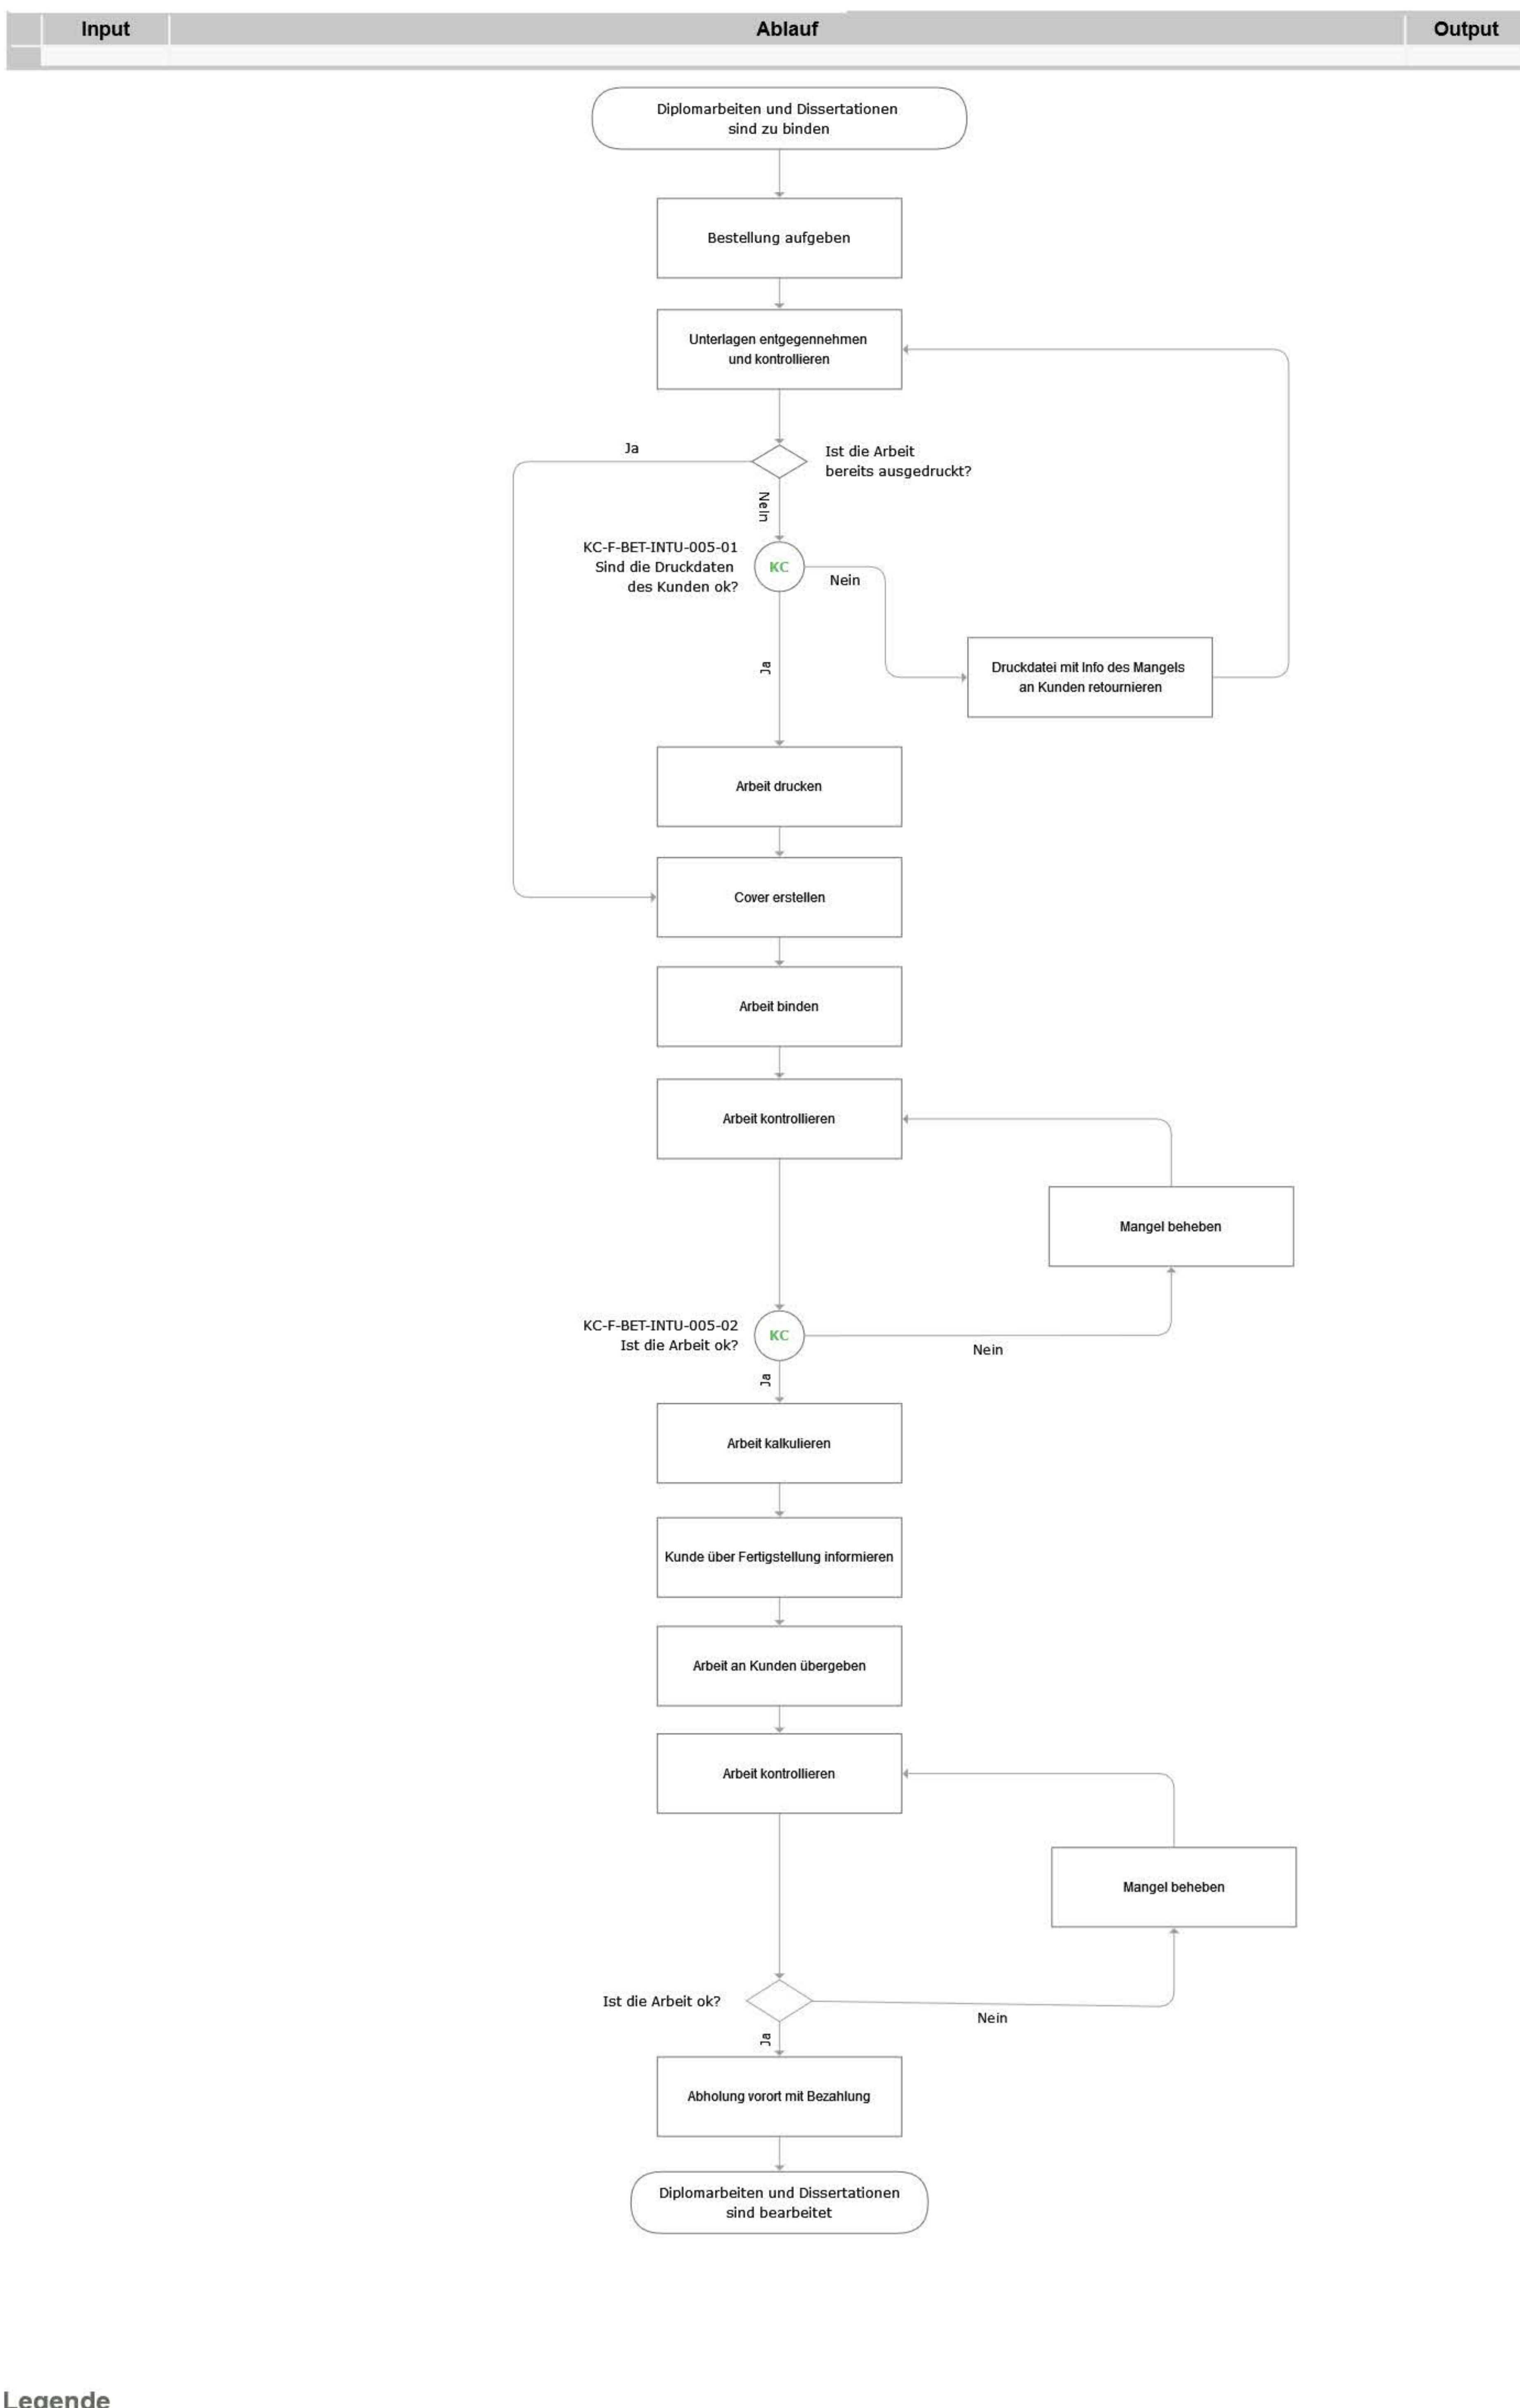 Input Ablauf Output
Diplomarbeiten und Dissertationen
sind zu binden
Bestellung aufgeben
Unterlagen entgegennehmen
und kontrollieren
Ja
Ist die Arbeit
bereits ausgedruckt?
Nein
KC-F-BET-INTU-005-01
Sind die Druckdaten
des Kunden ok?
KC
Nein
Ja
Druckdatei mit Info des Mangels
an Kunden retournieren
Arbeit drucken
Cover erstellen
Arbeit binden
Arbeit kontrollieren
Mangel beheben
KC-F-BET-INTU-005-02
Ist die Arbeit ok?
KC
Nein
Ja
Arbeit kalkulieren
Kunde über Fertigstellung informieren
Arbeit an Kunden übergeben
Arbeit kontrollieren
Mangel beheben
Ist die Arbeit ok?
Nein
Ja
Abholung vorort mit Bezahlung
Diplomarbeiten und Dissertationen
sind bearbeitet
Legende